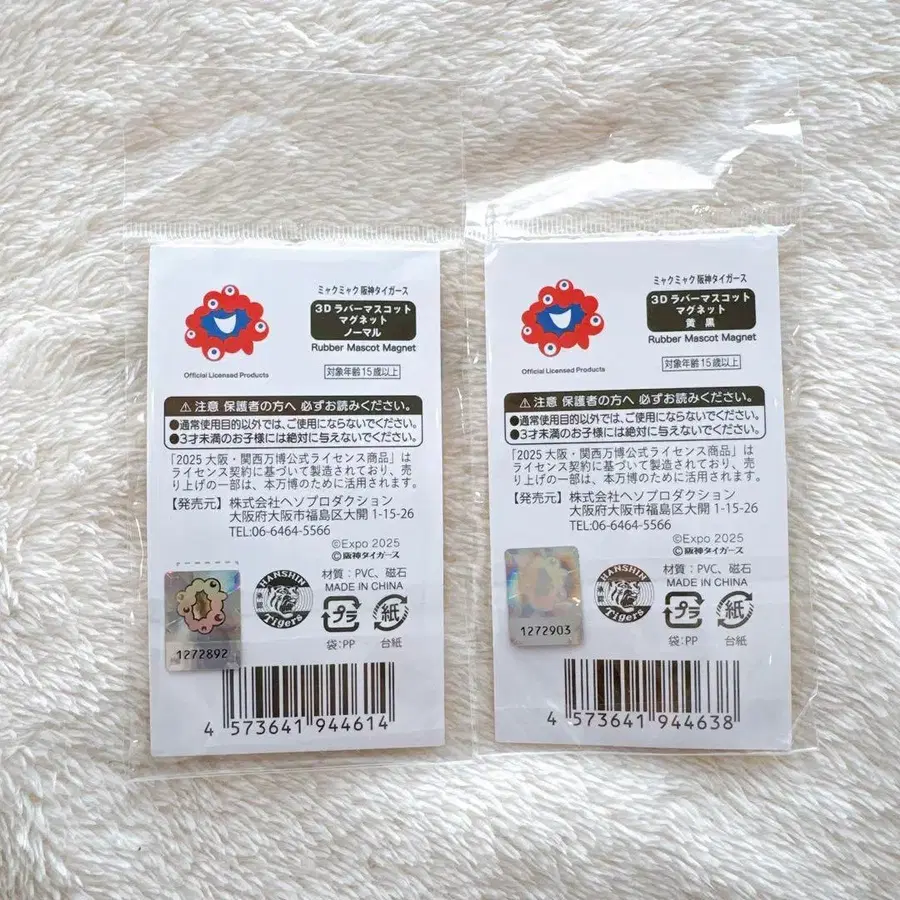 ミャクミャク 阪神タイガース
3Dラバーマスコット
マグネット
ノーマル
Rubber Mascot Magnet
Official Licensed Products
対象年齢15歳以上
⚠注意 保護者の方へ 必ずお読みください。
●通常使用目的以外では、ご使用にならないでください。
●3才未満のお子様には絶対に与えないでください。
「2025 大阪・関西万博公式ライセンス商品」は
ライセンス契約に基づいて製造されており、売
り上げの一部は、本万博のために活用されます。
【発売元】株式会社ヘソプロダクション
大阪府大阪市福島区大開 1-15-26
TEL:06-6464-5566
©Expo 2025
©阪神タイガース
材質:PVC、磁石
MADE IN CHINA
HANSHIN
承認
Tigers
プラ
紙
袋:PP
台紙
1272892
4 573641 944614
ミャクミャク 阪神タイガース
3Dラバーマスコット
マグネット
黄 黒
Rubber Mascot Magnet
Official Licensed Products
対象年齢15歳以上
⚠注意 保護者の方へ 必ずお読みください。
●通常使用目的以外では、ご使用にならないでください。
●3才未満のお子様には絶対に与えないでください。
「2025 大阪・関西万博公式ライセンス商品」は
ライセンス契約に基づいて製造されており、売
り上げの一部は、本万博のために活用されます。
【発売元】株式会社ヘソプロダクション
大阪府大阪市福島区大開 1-15-26
TEL:06-6464-5566
©Expo 2025
©阪神タイガース
材質:PVC、磁石
MADE IN CHINA
HANSHIN
承認
Tigers
プラ
紙
袋:PP
台紙
1272903
4 573641 944638